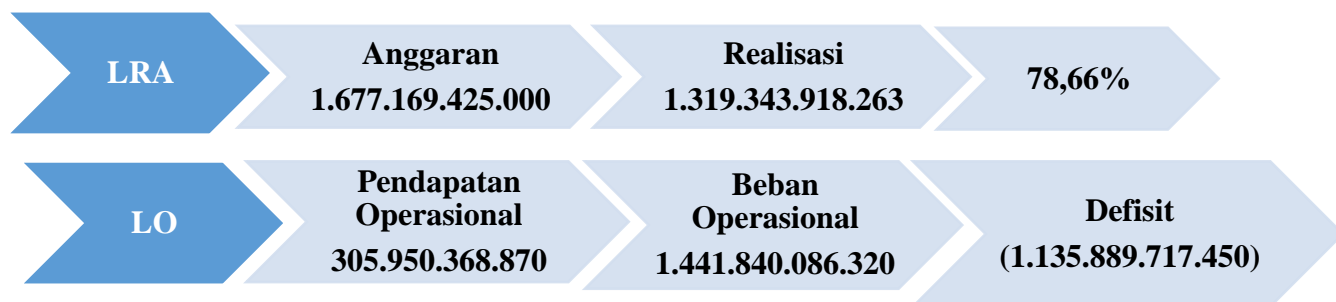 LRA
Anggaran
1.677.169.425.000
Realisasi
1.319.343.918.263
78,66%
LO
Pendapatan
Operasional
305.950.368.870
Beban
Operasional
1.441.840.086.320
Defisit
(1.135.889.717.450)